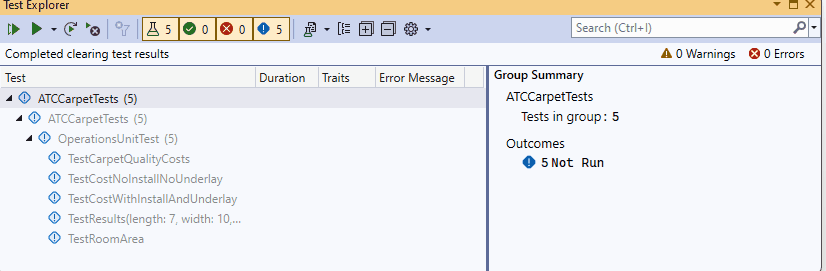 Test Explorer
5 0 0 5 Search (Ctrl+I)
Completed clearing test results 0 Warnings 0 Errors
Test Duration Traits Error Message
ATCCarpetTests (5)
ATCCarpetTests (5)
OperationsUnitTest (5)
TestCarpetQualityCosts
TestCostNoInstallNoUnderlay
TestCostWithInstallAndUnderlay
TestResults(length: 7, width: 10,...
TestRoomArea
Group Summary
ATCCarpetTests
Tests in group: 5
Outcomes
5 Not Run